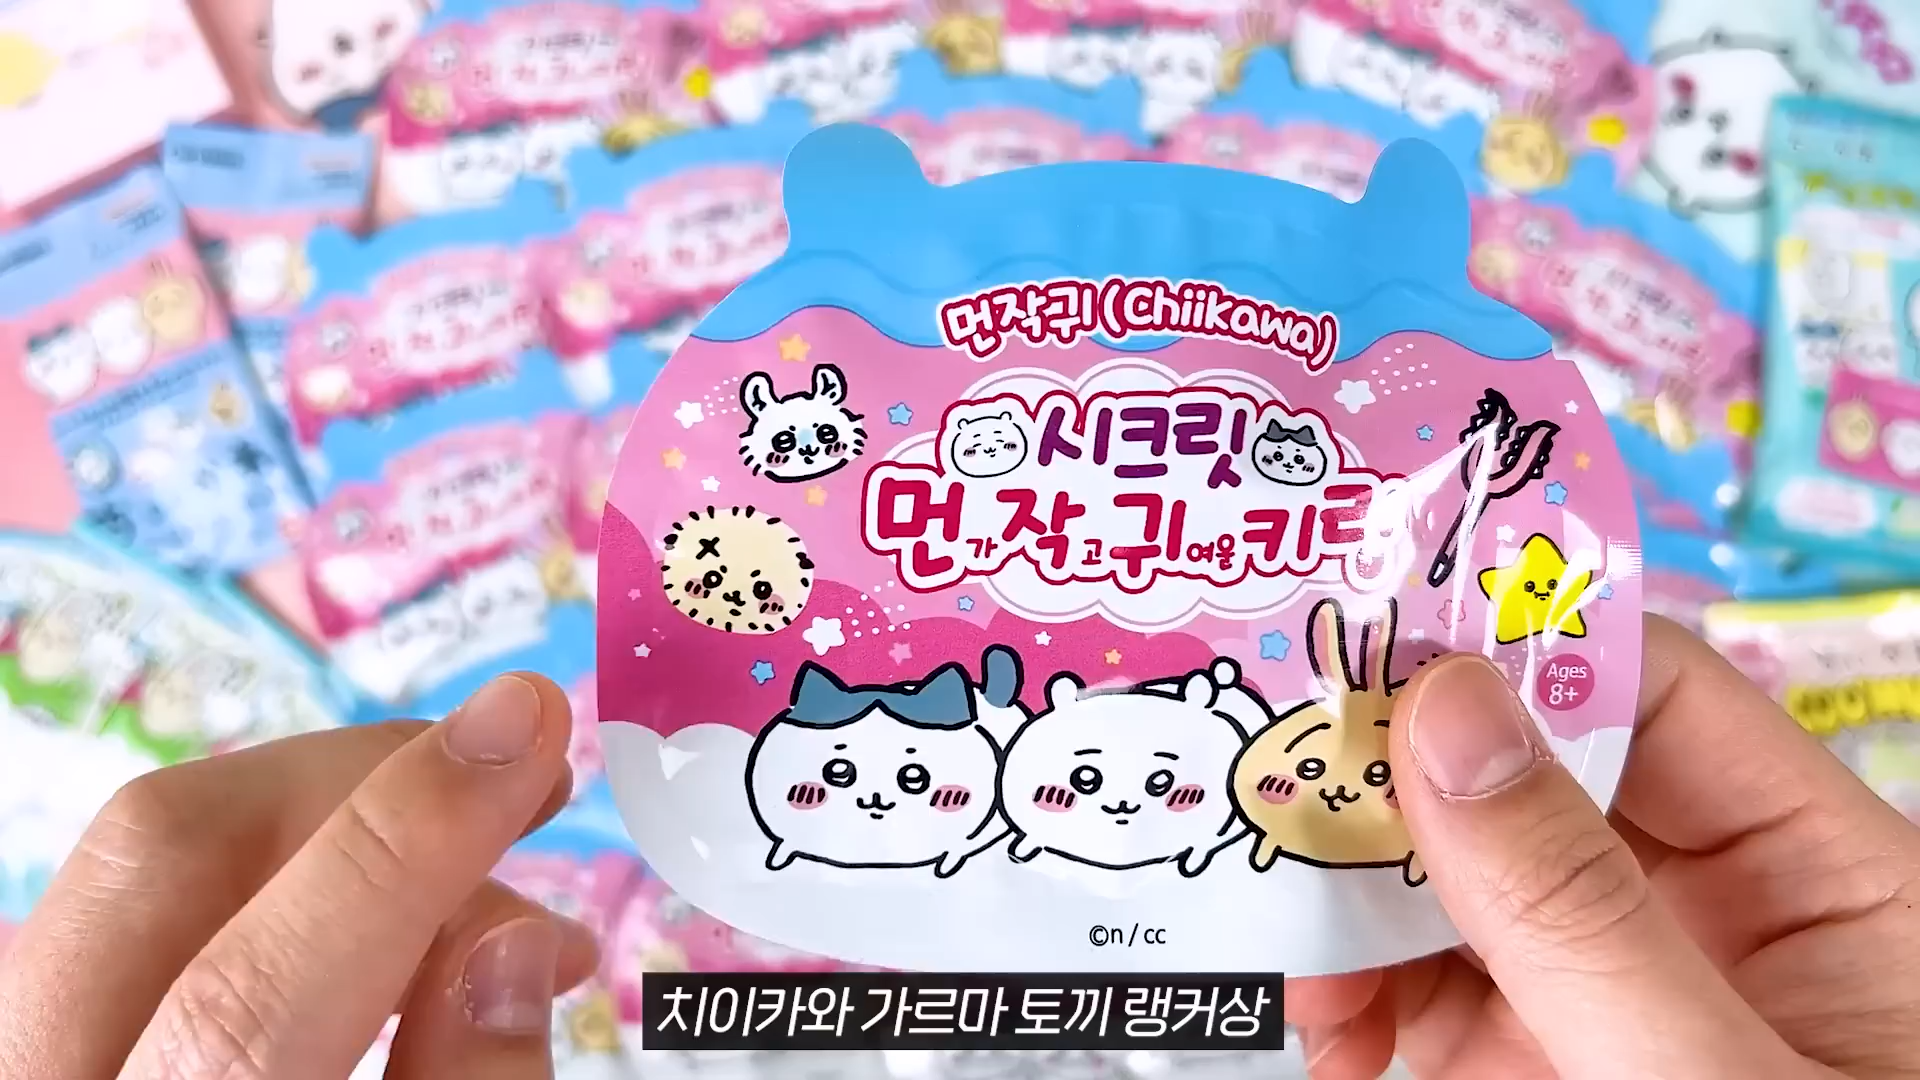 먼작귀(Chiikawa)
시크릿
먼가작고귀여울키링
Ages
8+
©n/cc
치이카와 가르마 토끼 랭커상